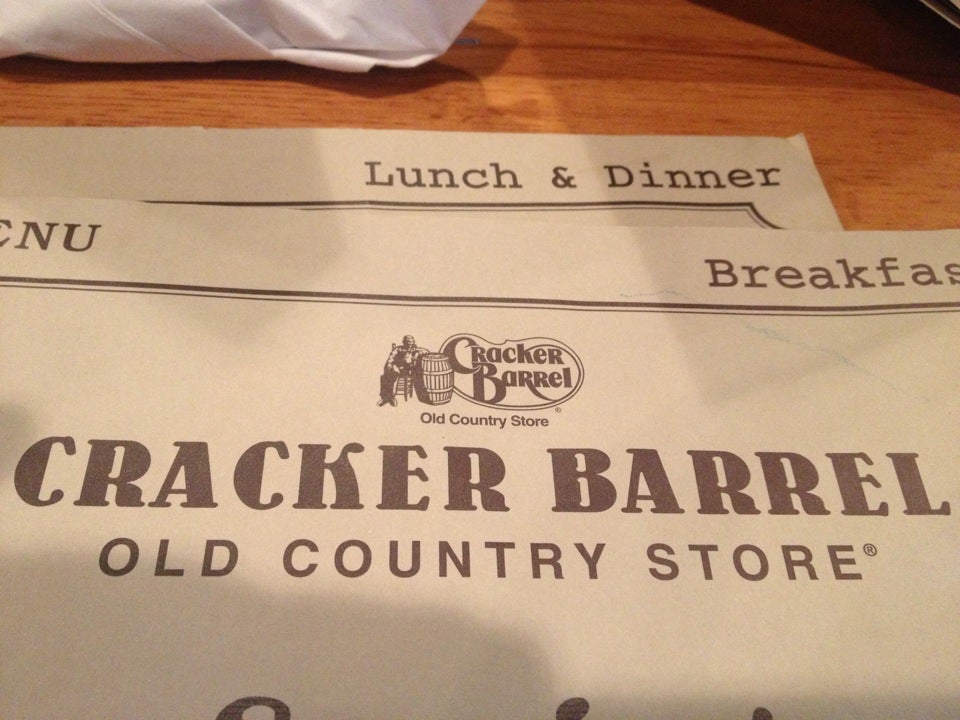 Lunch & Dinner
ENU
Breakfas
Cracker
Barrel
Old Country Store®
CRACKER BARREL
OLD COUNTRY STORE®